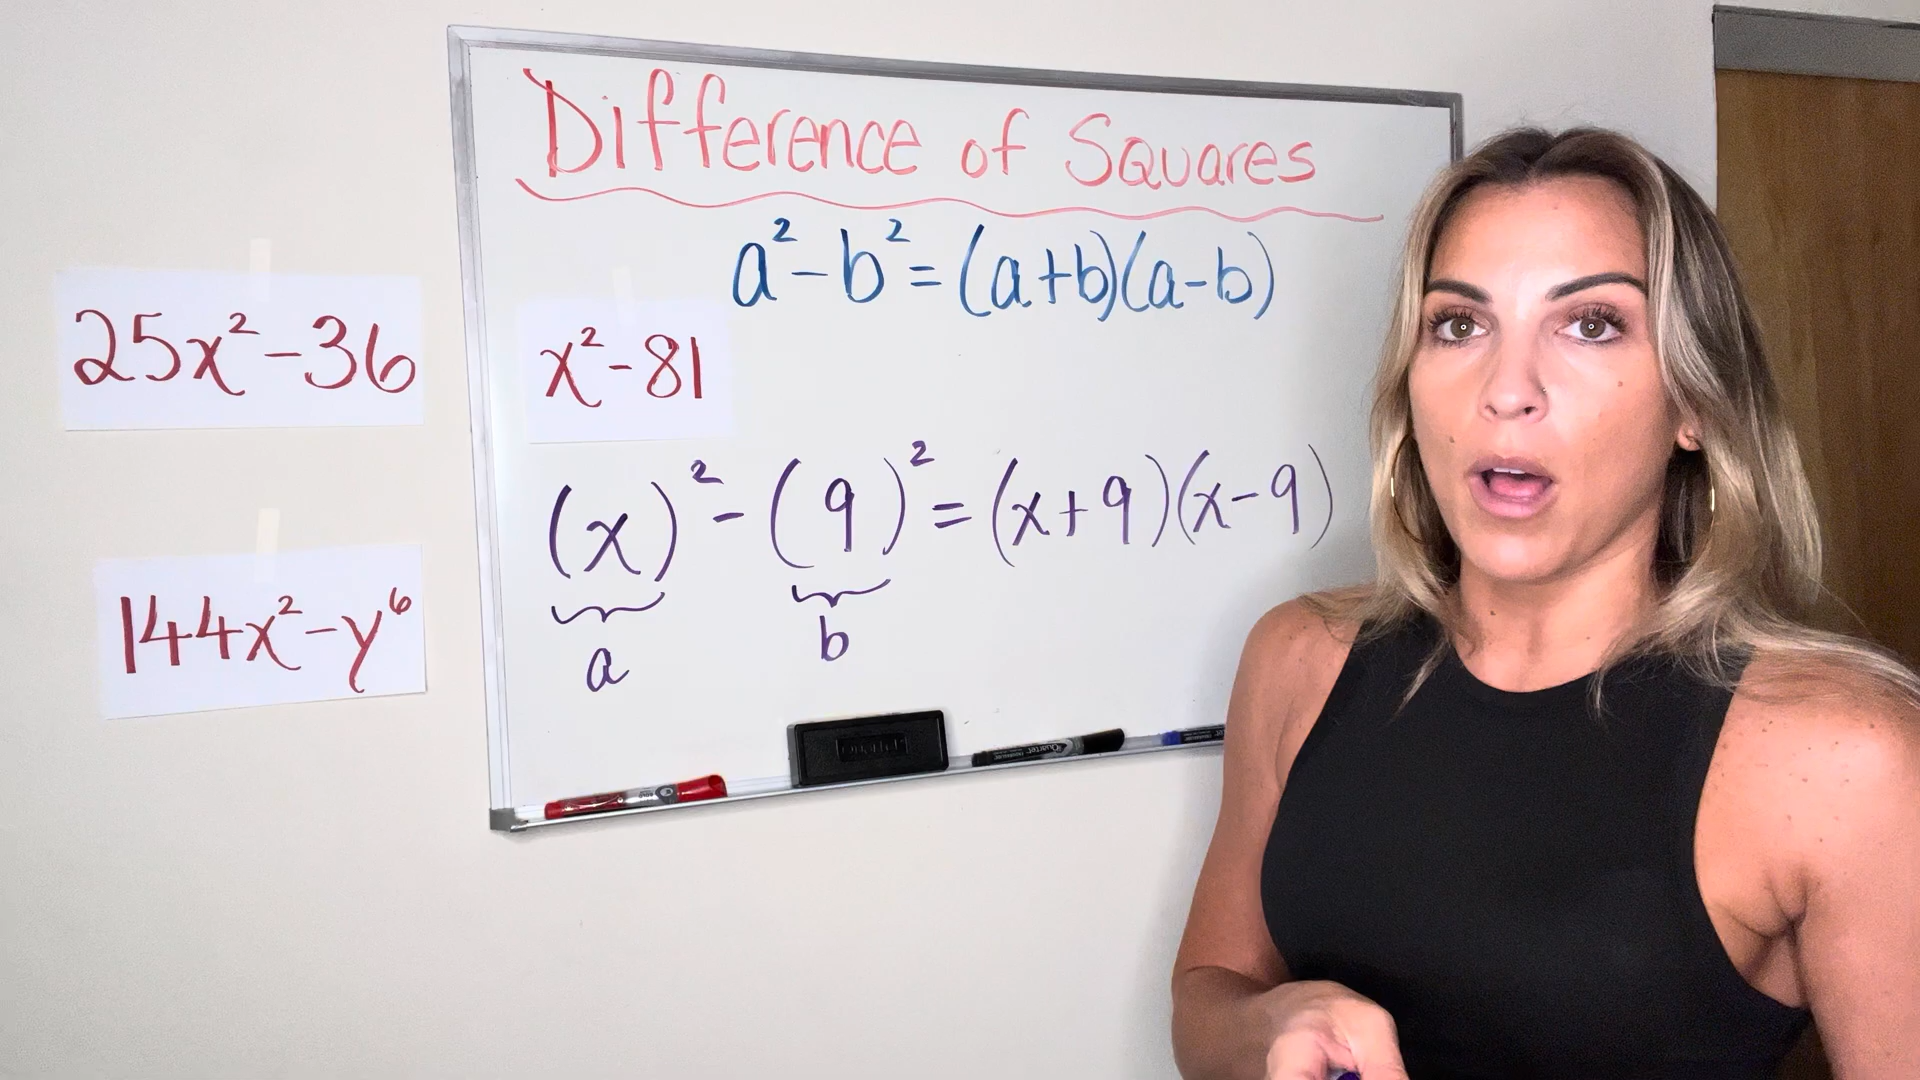 Difference of Squares
a² - b² = (a+b)(a-b)
25x² - 36
x² - 81
(x)² - (9)² = (x+9)(x-9)
a b
144x² - y⁶